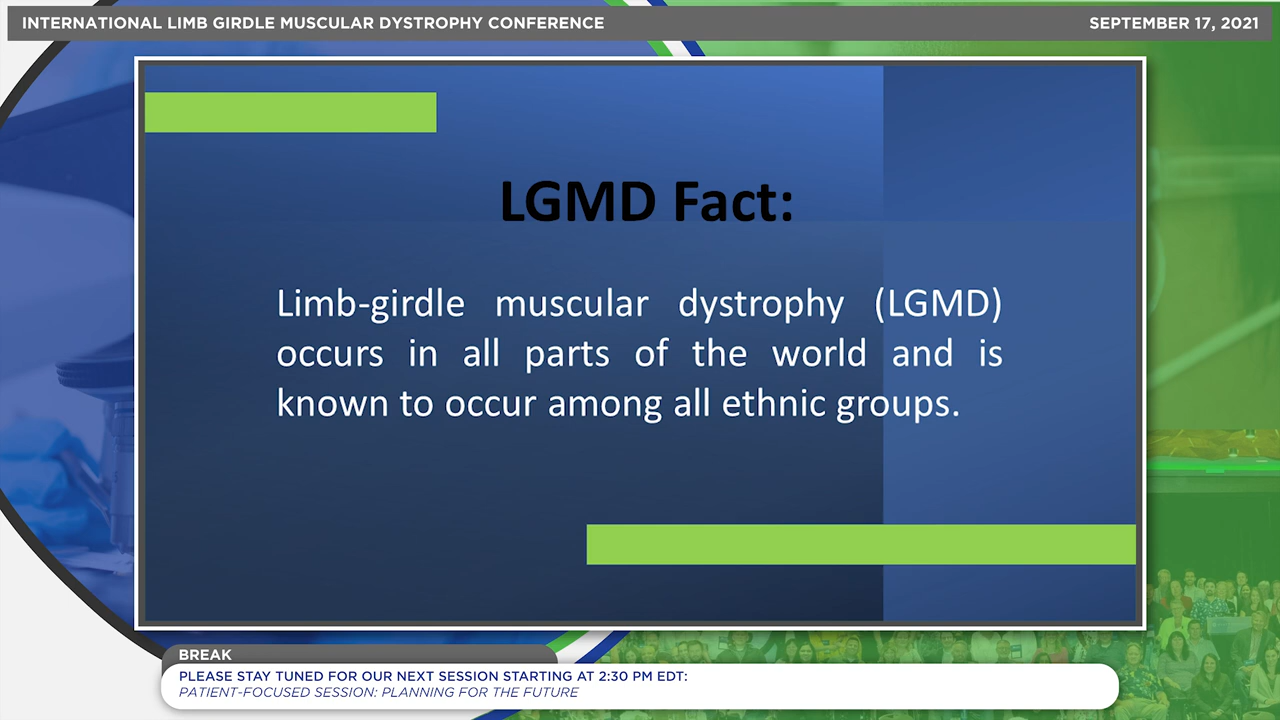 INTERNATIONAL LIMB GIRDLE MUSCULAR DYSTROPHY CONFERENCE
SEPTEMBER 17, 2021
LGMD Fact:
Limb-girdle muscular dystrophy (LGMD)
occurs in all parts of the world and is
known to occur among all ethnic groups.
BREAK
PLEASE STAY TUNED FOR OUR NEXT SESSION STARTING AT 2:30 PM EDT:
PATIENT-FOCUSED SESSION: PLANNING FOR THE FUTURE